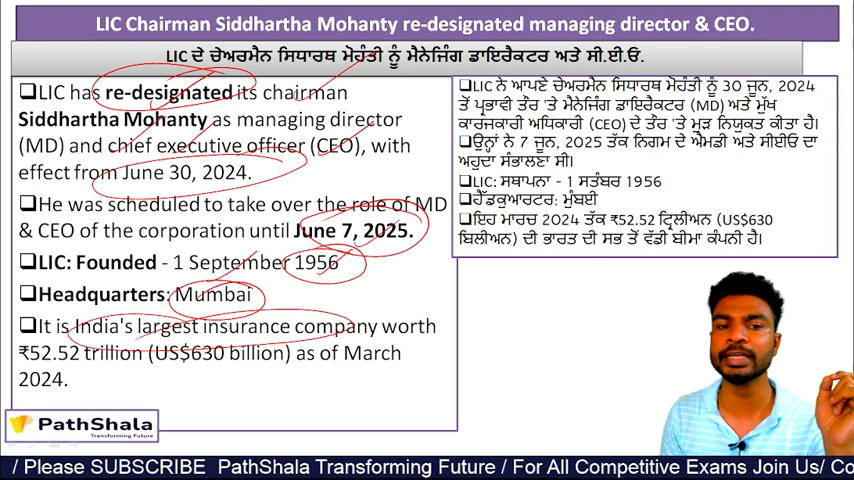 LIC Chairman Siddhartha Mohanty re-designated managing director & CEO.
LIC ਦੇ ਚੇਅਰਮੈਨ ਸਿਧਾਰਥ ਮੋਹੰਤੀ ਨੂੰ ਮੈਨੇਜਿੰਗ ਡਾਇਰੈਕਟਰ ਅਤੇ ਸੀ.ਈ.ਓ.
❑LIC has re-designated its chairman
Siddhartha Mohanty as managing director
(MD) and chief executive officer (CEO), with
effect from June 30, 2024.
❑He was scheduled to take over the role of MD
& CEO of the corporation until June 7, 2025.
❑LIC: Founded - 1 September 1956
❑Headquarters: Mumbai
❑It is India's largest insurance company worth
₹52.52 trillion (US$630 billion) as of March
2024.
❑LIC ਨੇ ਆਪਣੇ ਚੇਅਰਮੈਨ ਸਿਧਾਰਥ ਮੋਹੰਤੀ ਨੂੰ 30 ਜੂਨ, 2024
ਤੋਂ ਪ੍ਰਭਾਵੀ ਤੌਰ 'ਤੇ ਮੈਨੇਜਿੰਗ ਡਾਇਰੈਕਟਰ (MD) ਅਤੇ ਮੁੱਖ
ਕਾਰਜਕਾਰੀ ਅਧਿਕਾਰੀ (CEO) ਦੇ ਤੌਰ 'ਤੇ ਮੁੜ ਨਿਯੁਕਤ ਕੀਤਾ ਹੈ।
❑ਉਨ੍ਹਾਂ ਨੇ 7 ਜੂਨ, 2025 ਤੱਕ ਨਿਗਮ ਦੇ ਐਮਡੀ ਅਤੇ ਸੀਈਓ ਦਾ
ਅਹੁਦਾ ਸੰਭਾਲਣਾ ਸੀ।
❑LIC: ਸਥਾਪਨਾ - 1 ਸਤੰਬਰ 1956
❑ਹੈੱਡਕੁਆਰਟਰ: ਮੁੰਬਈ
❑ਇਹ ਮਾਰਚ 2024 ਤੱਕ ₹52.52 ਟ੍ਰਿਲੀਅਨ (US$630
ਬਿਲੀਅਨ) ਦੀ ਭਾਰਤ ਦੀ ਸਭ ਤੋਂ ਵੱਡੀ ਬੀਮਾ ਕੰਪਨੀ ਹੈ।
PathShala
Transforming Future
/ Please SUBSCRIBE PathShala Transforming Future / For All Competitive Exams Join Us/ Co